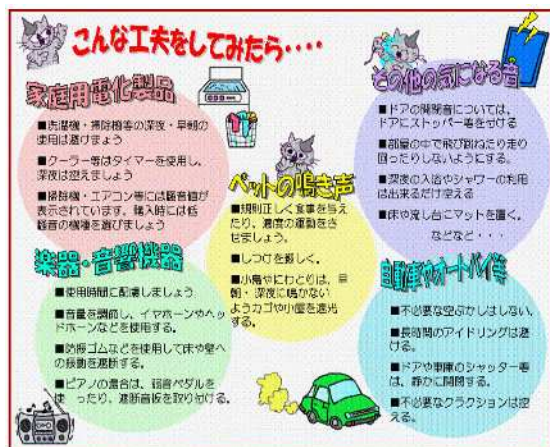 こんな工夫をしてみたら････
家庭用電化製品
■洗濯機・掃除機等の深夜・早朝の
使用は避けましょう
■クーラー等はタイマーを使用し、
深夜は控えましょう
■掃除機・エアコン等には騒音値が
表示されています。購入時には低
騒音の機種を選びましょう
その他の気になる音
■ドアの開閉音については、
ドアにストッパー等を付ける
■部屋の中で飛び跳ねたり走り
回ったりしないようにする。
■深夜の入浴やシャワーの利用
は出来るだけ控える
■床や流し台にマットを置く。
などなど・・・
ペットの鳴き声
■規則正しく食事を与え
たり、適度の運動をさ
せましょう。
■しつけを厳しく。
■小鳥やにわとりは、早
朝・深夜に鳴かない
ようカゴや小屋を遮光
する。
楽器・音響機器
■使用時間に配慮しましょう
■音量を調節し、イヤホーンやヘッ
ドホーンなどを使用する。
■防振ゴムなどを使用して床や壁へ
の振動を遮断する。
■ピアノの場合は、弱音ペダルを
使 ったり、遮断音板を取り付ける。
自動車やオートバイ等
■不必要な空ぶかしはしない。
■長時間のアイドリングは避
ける。
■ドアや車庫のシャッター等
は、静かに開閉する。
■不必要なクラクションは控
える。